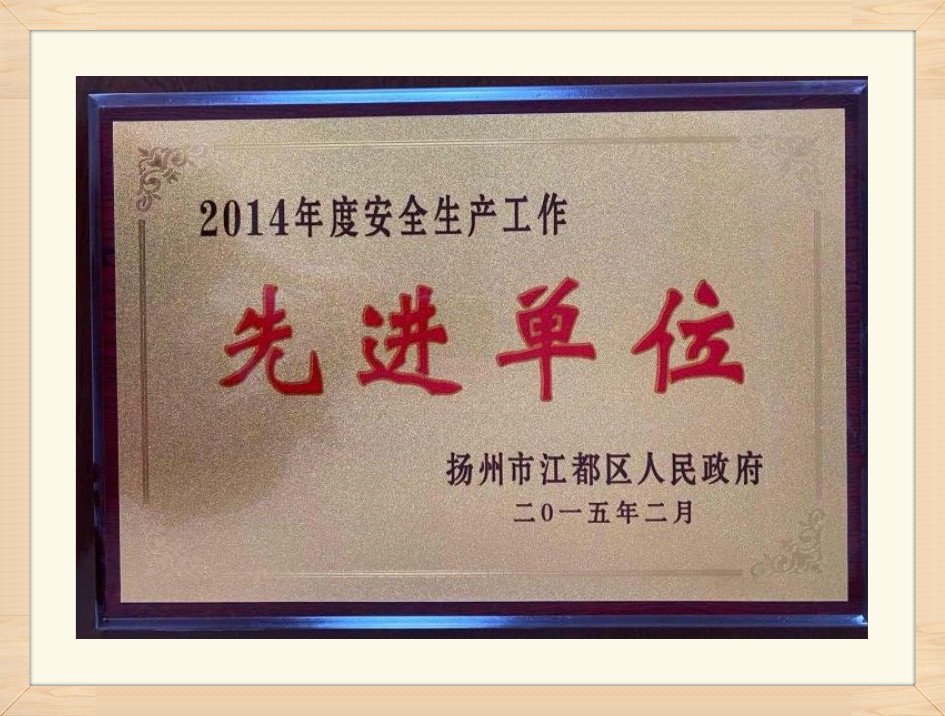 2014年度安全生产工作
先进单位
扬州市江都区人民政府
二0一五年二月